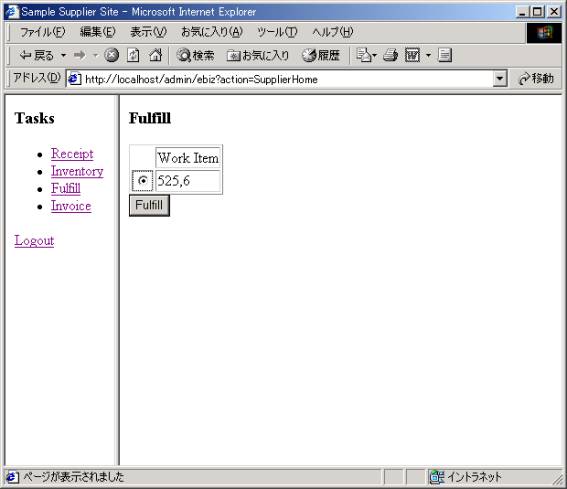 Sample Supplier Site - Microsoft Internet Explorer
ファイル(F) 編集(E) 表示(V) お気に入り(A) ツール(T) ヘルプ(H)
戻る 検索 お気に入り 履歴
アドレス(D) http://localhost/admin/ebiz?action=SupplierHome 移動
Tasks
Receipt
Inventory
Fulfill
Invoice
Logout
Fulfill
Work Item
525,6
Fulfill
ページが表示されました イントラネット